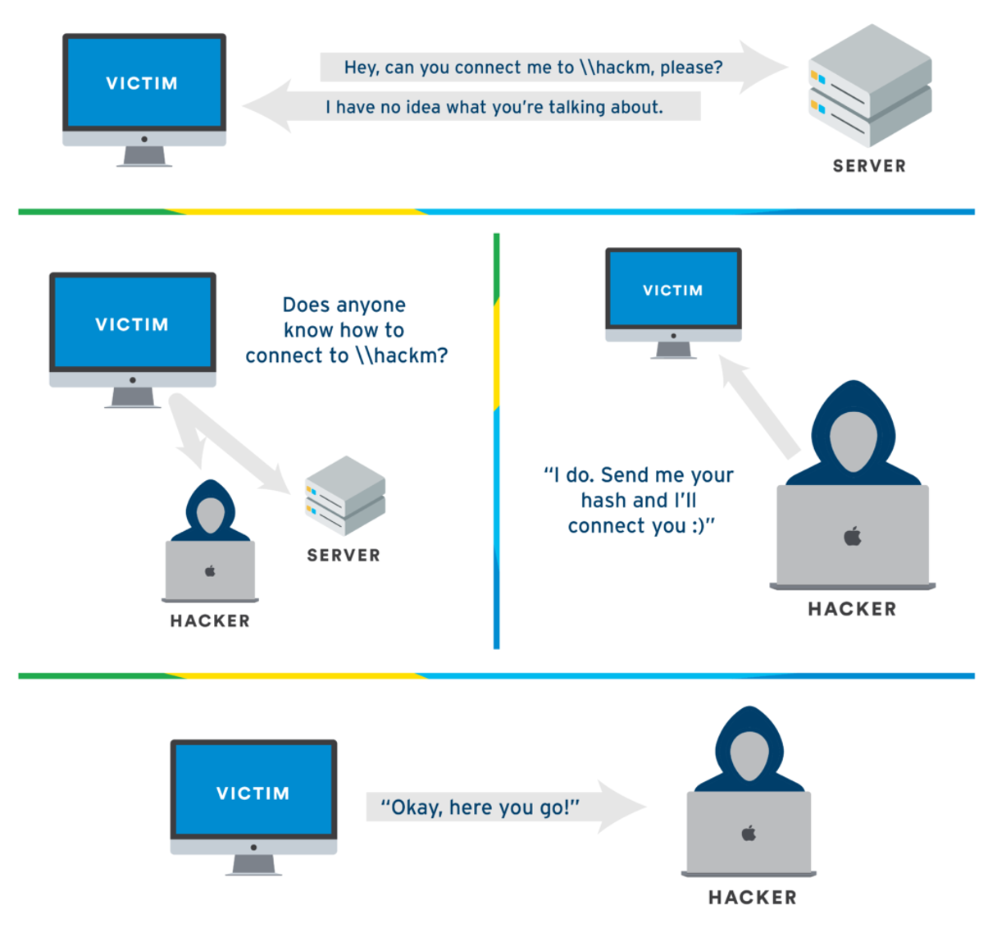 VICTIM
Hey, can you connect me to \\hackm, please?
I have no idea what you're talking about.
SERVER
VICTIM
Does anyone
know how to
connect to \\hackm?
HACKER
SERVER
VICTIM
“I do. Send me your
hash and I'll
connect you :)”
HACKER
VICTIM
“Okay, here you go!”
HACKER